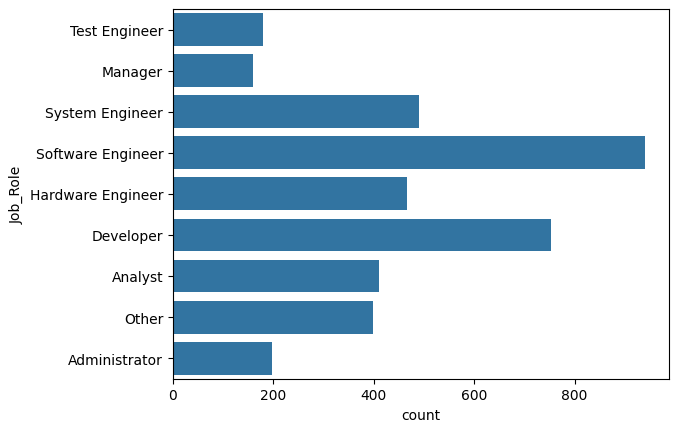 Job_Role
Test Engineer
Manager
System Engineer
Software Engineer
Hardware Engineer
Developer
Analyst
Other
Administrator
0 200 400 600 800
count